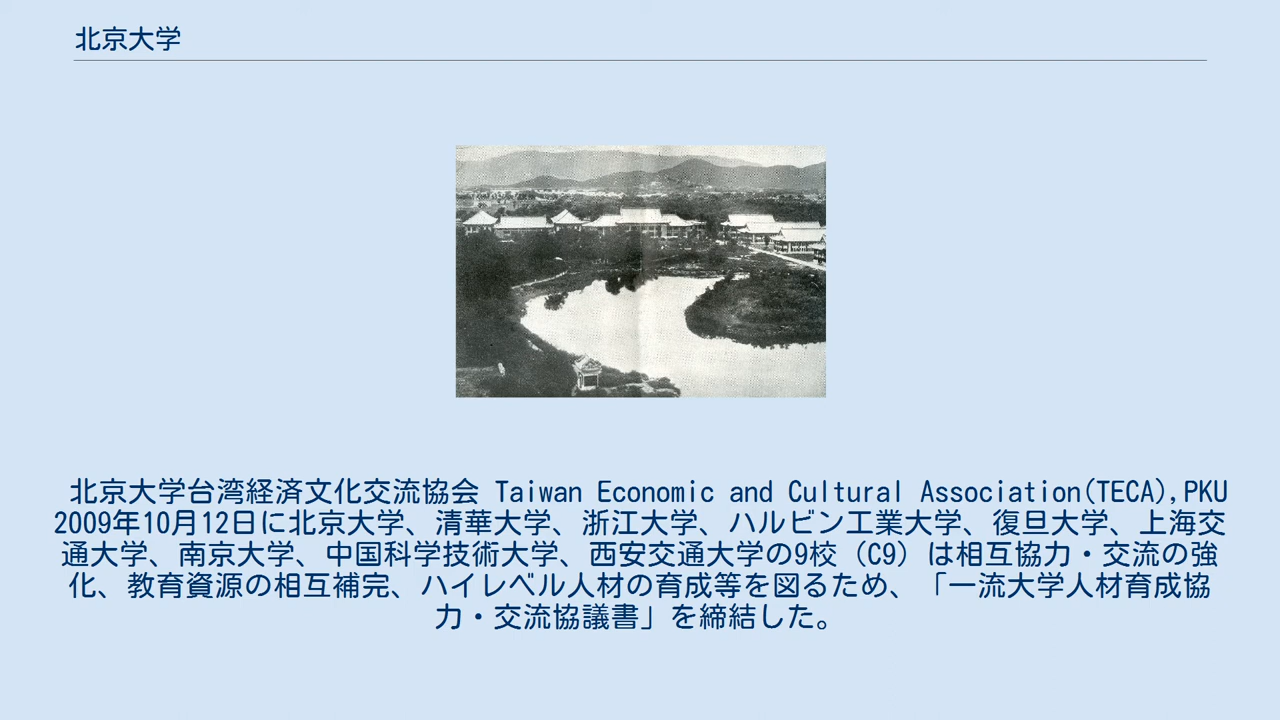 北京大学
北京大学台湾経済文化交流協会 Taiwan Economic and Cultural Association(TECA),PKU
2009年10月12日に北京大学、清華大学、浙江大学、ハルビン工業大学、復旦大学、上海交
通大学、南京大学、中国科学技術大学、西安交通大学の9校（C9）は相互協力・交流の強
化、教育資源の相互補完、ハイレベル人材の育成等を図るため、「一流大学人材育成協
力・交流協議書」を締結した。